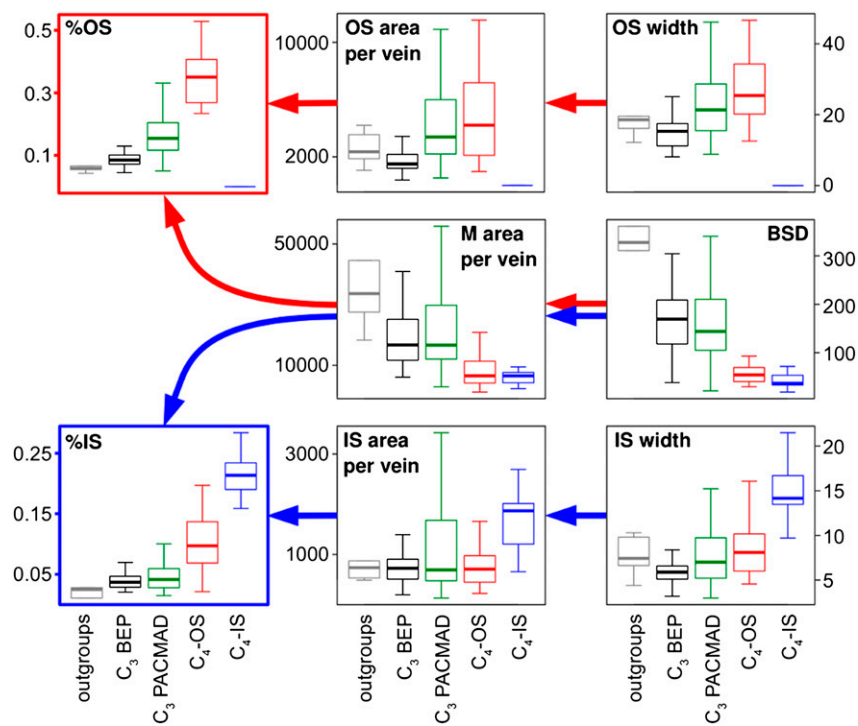 %OS
0.5
0.3
0.1
OS area
per vein
10000
2000
OS width
40
20
0
M area
per vein
50000
10000
BSD
300
200
100
%IS
0.25
0.15
0.05
IS area
per vein
3000
1000
IS width
20
15
10
5
outgroups
C₃ BEP
C₃ PACMAD
C₄-OS
C₄-IS
outgroups
C₃ BEP
C₃ PACMAD
C₄-OS
C₄-IS
outgroups
C₃ BEP
C₃ PACMAD
C₄-OS
C₄-IS